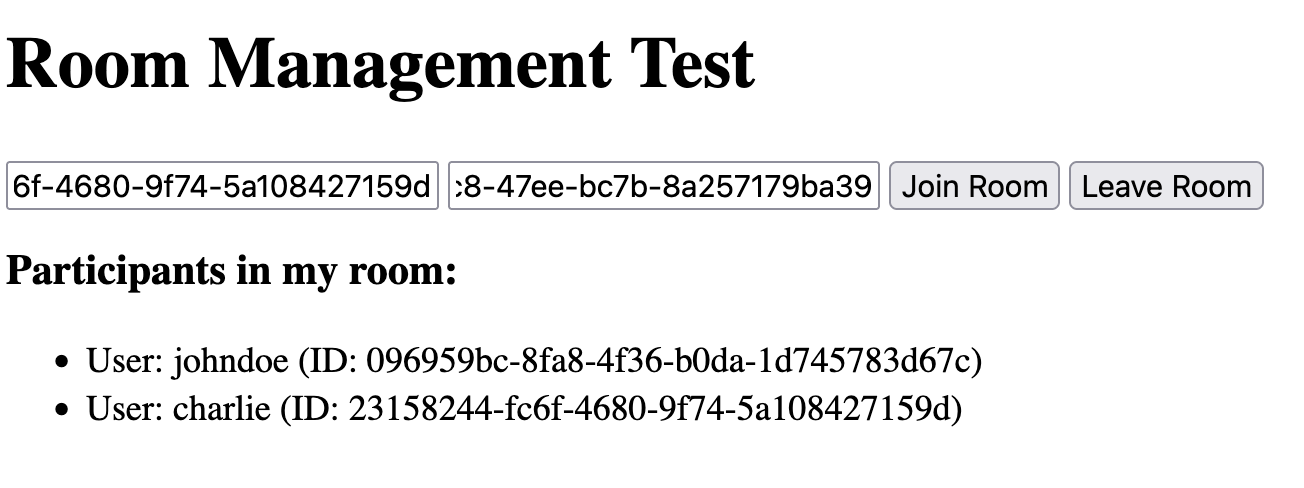 Room Management Test
6f-4680-9f74-5a108427159d :8-47ee-bc7b-8a257179ba39 Join Room Leave Room
Participants in my room:
• User: johndoe (ID: 096959bc-8fa8-4f36-b0da-1d745783d67c)
• User: charlie (ID: 23158244-fc6f-4680-9f74-5a108427159d)